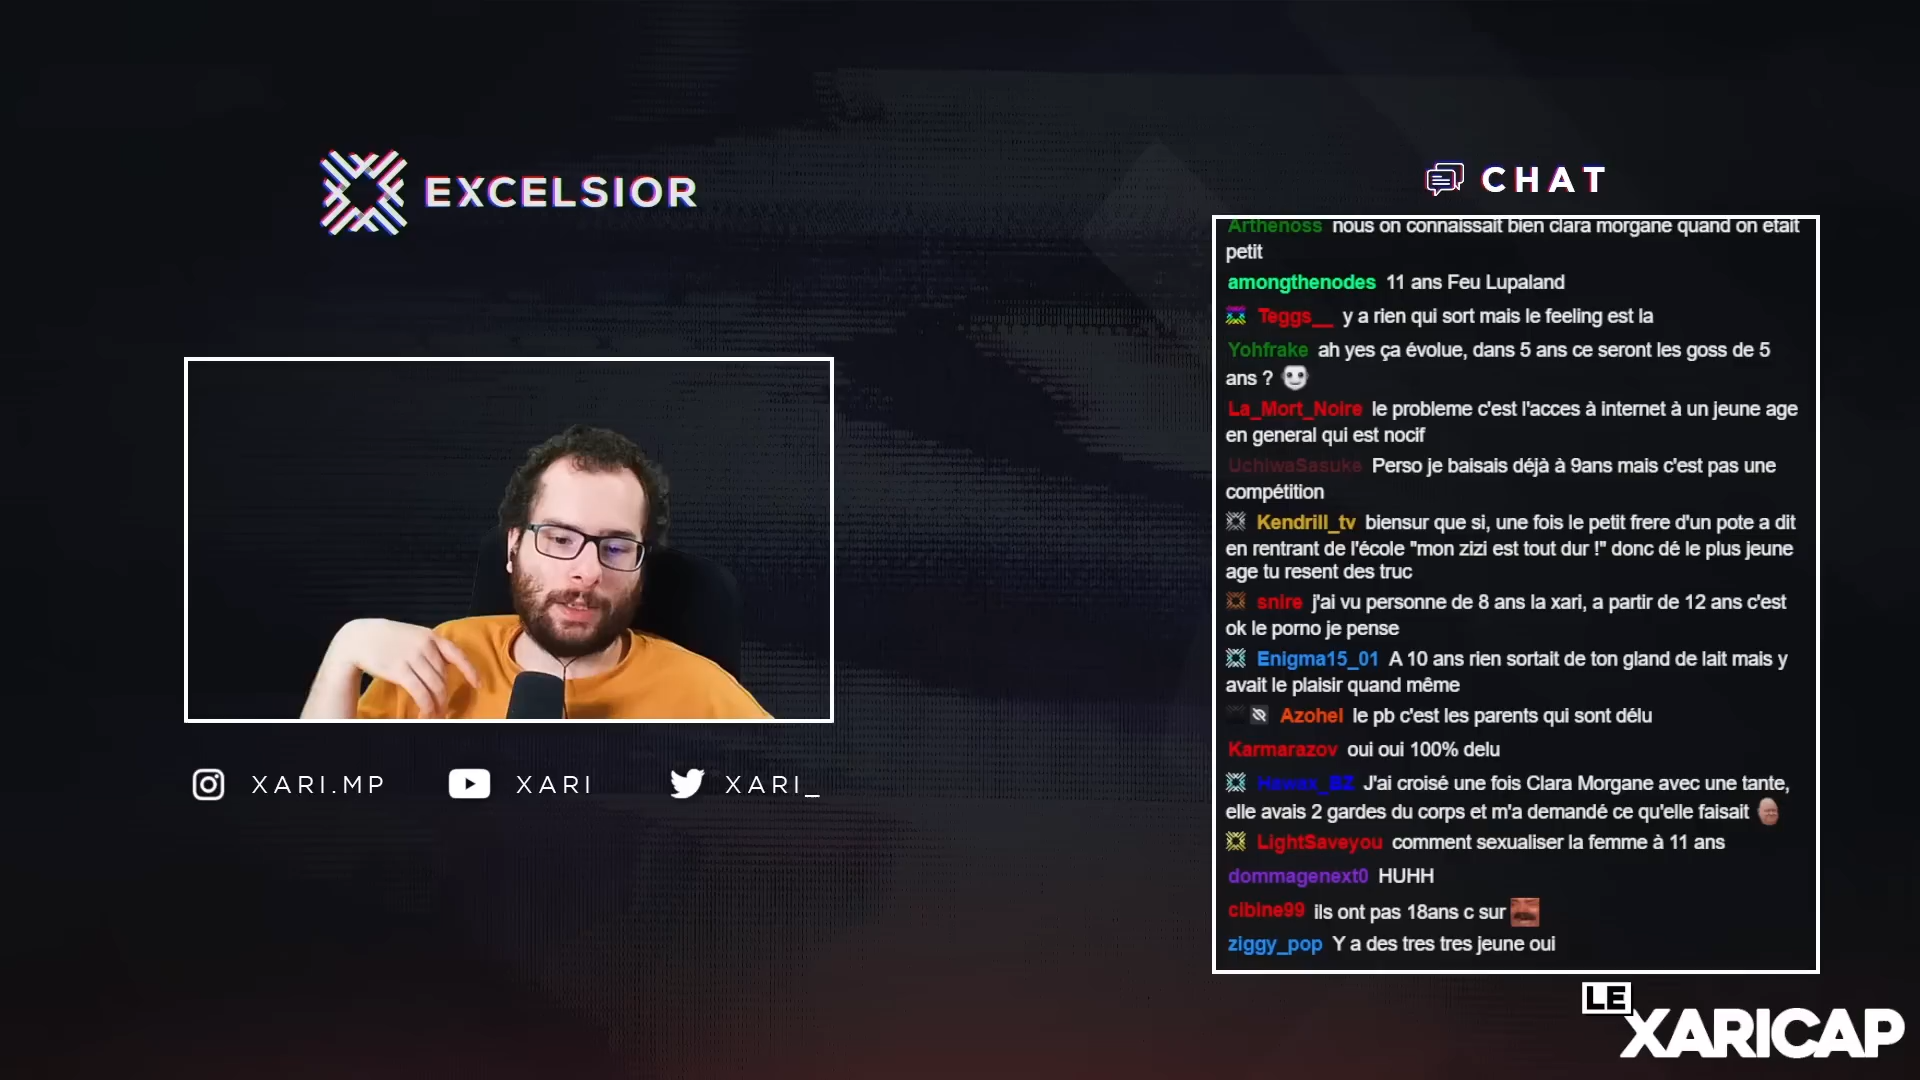 EXCELSIOR
CHAT
Arthenoss nous on connaissait bien clara morgane quand on etait
petit
amongthenodes 11 ans Feu Lupaland
Teggs__ y a rien qui sort mais le feeling est la
Yohfrake ah yes ça évolue, dans 5 ans ce seront les goss de 5
ans ?
La_Mort_Noire le probleme c'est l'acces à internet à un jeune age
en general qui est nocif
UchiwaSasuke Perso je baisais déjà à 9ans mais c'est pas une
compétition
Kendrill_tv biensur que si, une fois le petit frere d'un pote a dit
en rentrant de l'école "mon zizi est tout dur !" donc dé le plus jeune
age tu resent des truc
snire j'ai vu personne de 8 ans la xari, a partir de 12 ans c'est
ok le porno je pense
Enigma15_01 A 10 ans rien sortait de ton gland de lait mais y
avait le plaisir quand même
Azohel le pb c'est les parents qui sont délu
Karmarazov oui oui 100% delu
Hawax_BZ J'ai croisé une fois Clara Morgane avec une tante,
elle avais 2 gardes du corps et m'a demandé ce qu'elle faisait
LightSaveyou comment sexualiser la femme à 11 ans
dommagenext0 HUHH
cibine99 ils ont pas 18ans c sur
ziggy_pop Y a des tres tres jeune oui
XARI.MP XARI XARI_
LE
XARICAP